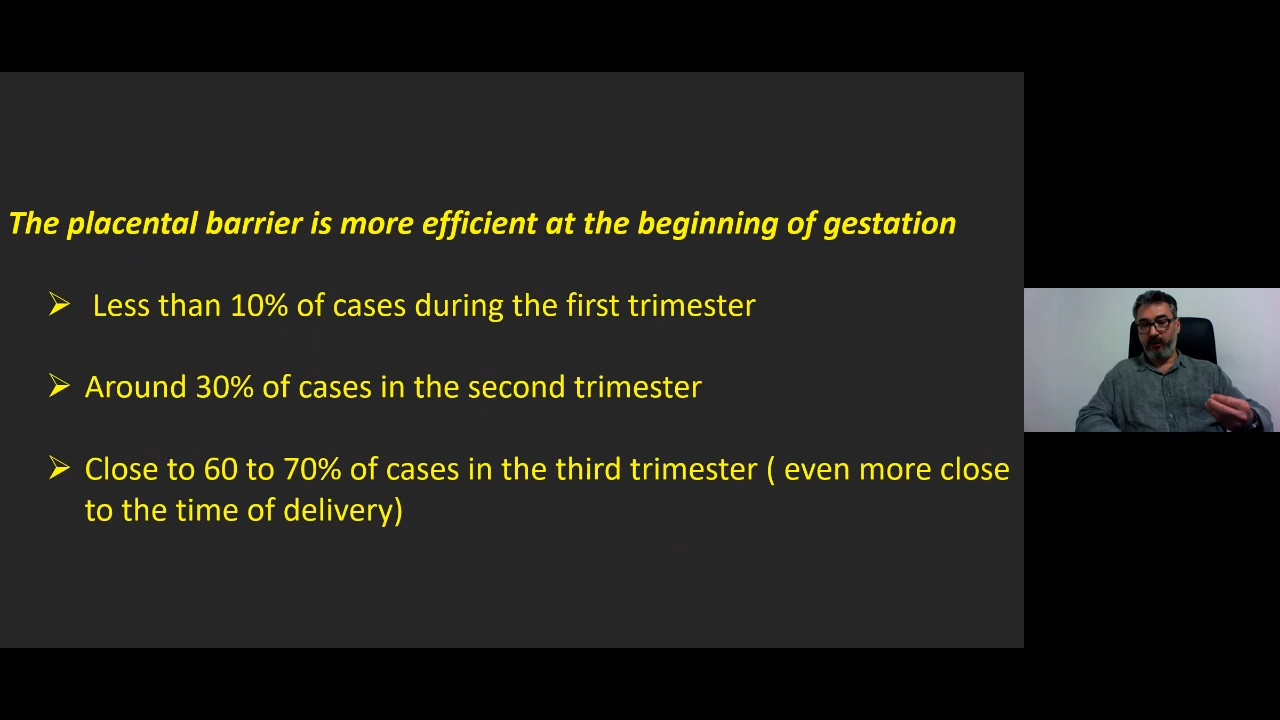 The placental barrier is more efficient at the beginning of gestation
➢ Less than 10% of cases during the first trimester
➢ Around 30% of cases in the second trimester
➢ Close to 60 to 70% of cases in the third trimester ( even more close
to the time of delivery)